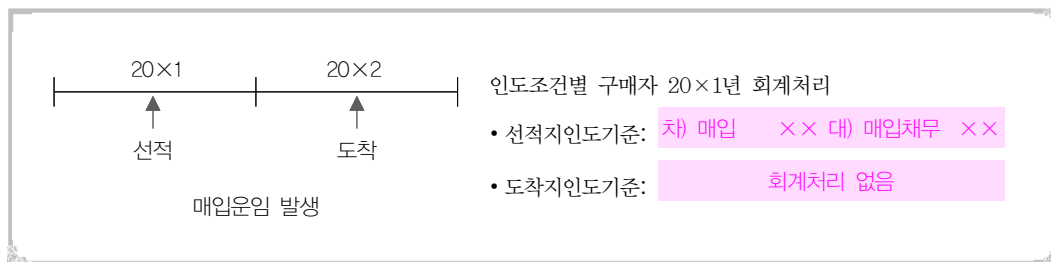 20×1 20×2
선적 도착
매입운임 발생
인도조건별 구매자 20×1년 회계처리
• 선적지인도기준: 차) 매입 ×× 대) 매입채무 ××
• 도착지인도기준: 회계처리 없음